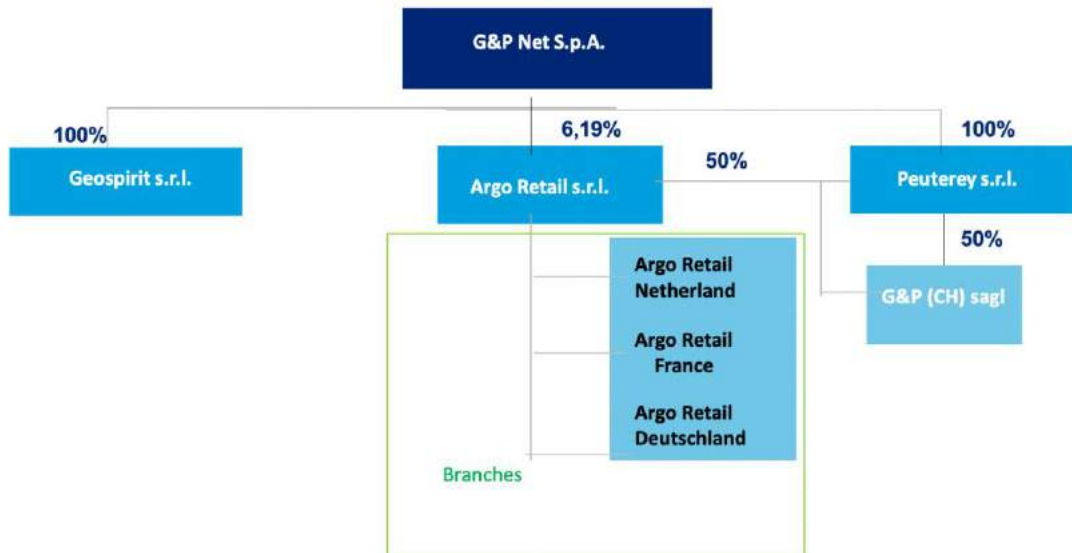 G&P Net S.p.A.
100%
6,19%
100%
Geospirit s.r.l.
Argo Retail s.r.l.
50%
Peuterey s.r.l.
50%
Argo Retail
Netherland
G&P (CH) sagl
Argo Retail
France
Argo Retail
Deutschland
Branches